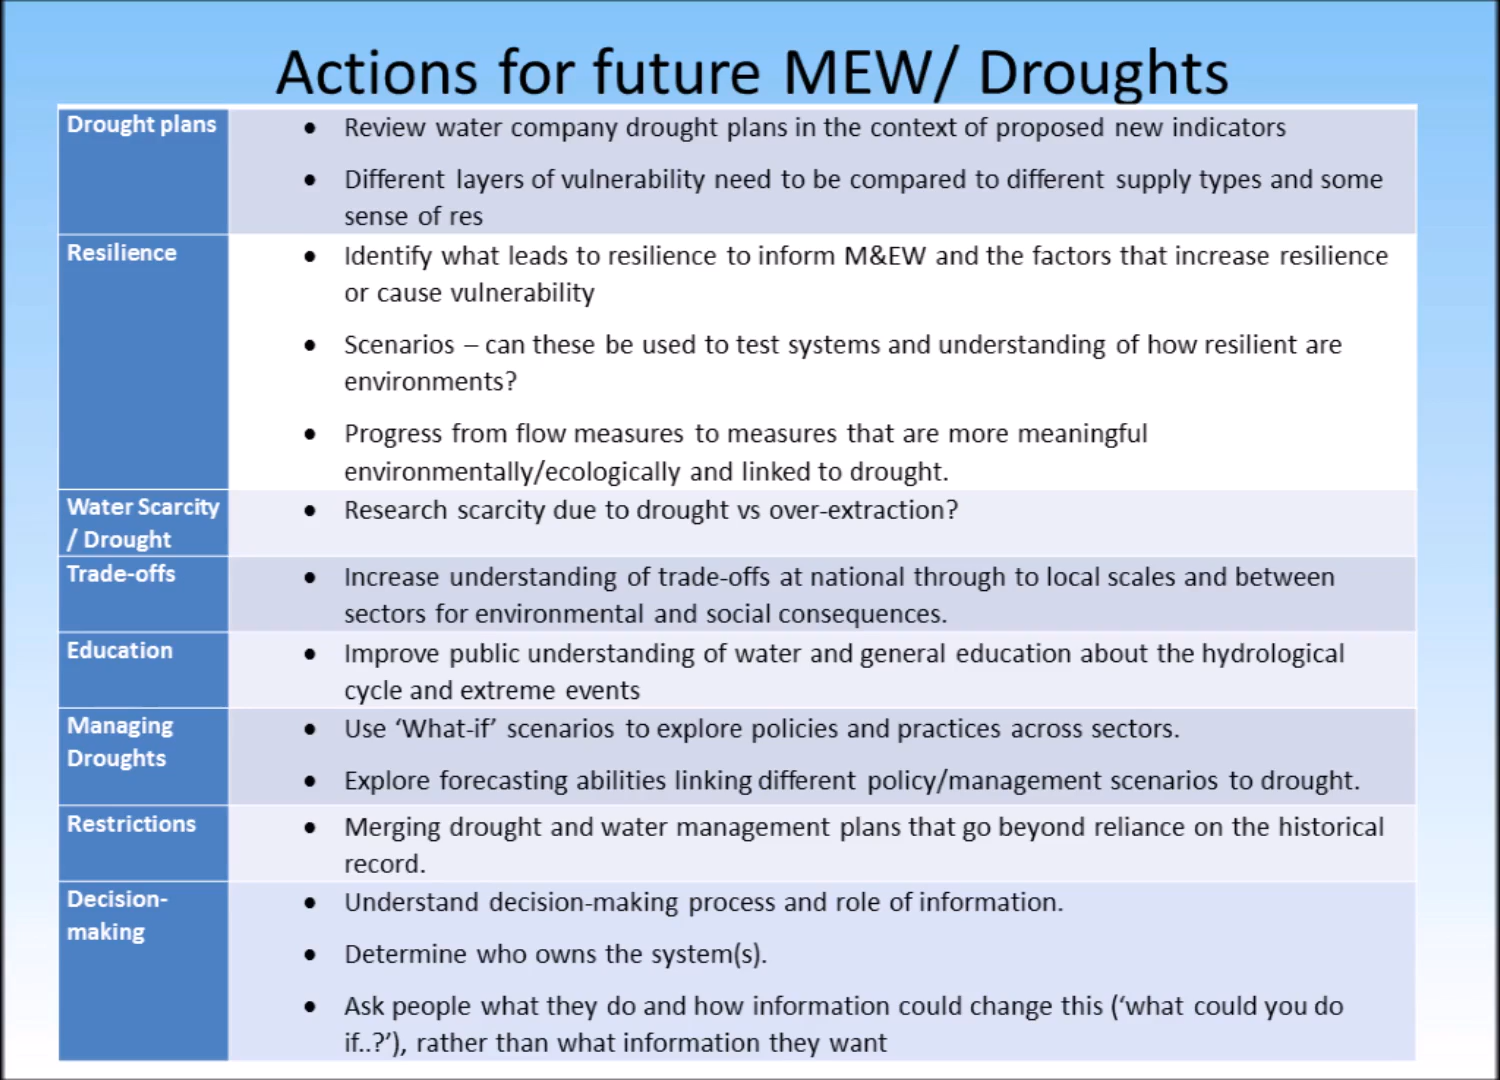 Actions for future MEW/ Droughts
Drought plans
• Review water company drought plans in the context of proposed new indicators
• Different layers of vulnerability need to be compared to different supply types and some
sense of res
Resilience
• Identify what leads to resilience to inform M&EW and the factors that increase resilience
or cause vulnerability
• Scenarios – can these be used to test systems and understanding of how resilient are
environments?
• Progress from flow measures to measures that are more meaningful
environmentally/ecologically and linked to drought.
Water Scarcity
/ Drought
• Research scarcity due to drought vs over-extraction?
Trade-offs
• Increase understanding of trade-offs at national through to local scales and between
sectors for environmental and social consequences.
Education
• Improve public understanding of water and general education about the hydrological
cycle and extreme events
Managing
Droughts
• Use ‘What-if’ scenarios to explore policies and practices across sectors.
• Explore forecasting abilities linking different policy/management scenarios to drought.
Restrictions
• Merging drought and water management plans that go beyond reliance on the historical
record.
Decision-
making
• Understand decision-making process and role of information.
• Determine who owns the system(s).
• Ask people what they do and how information could change this (‘what could you do
if..?’), rather than what information they want